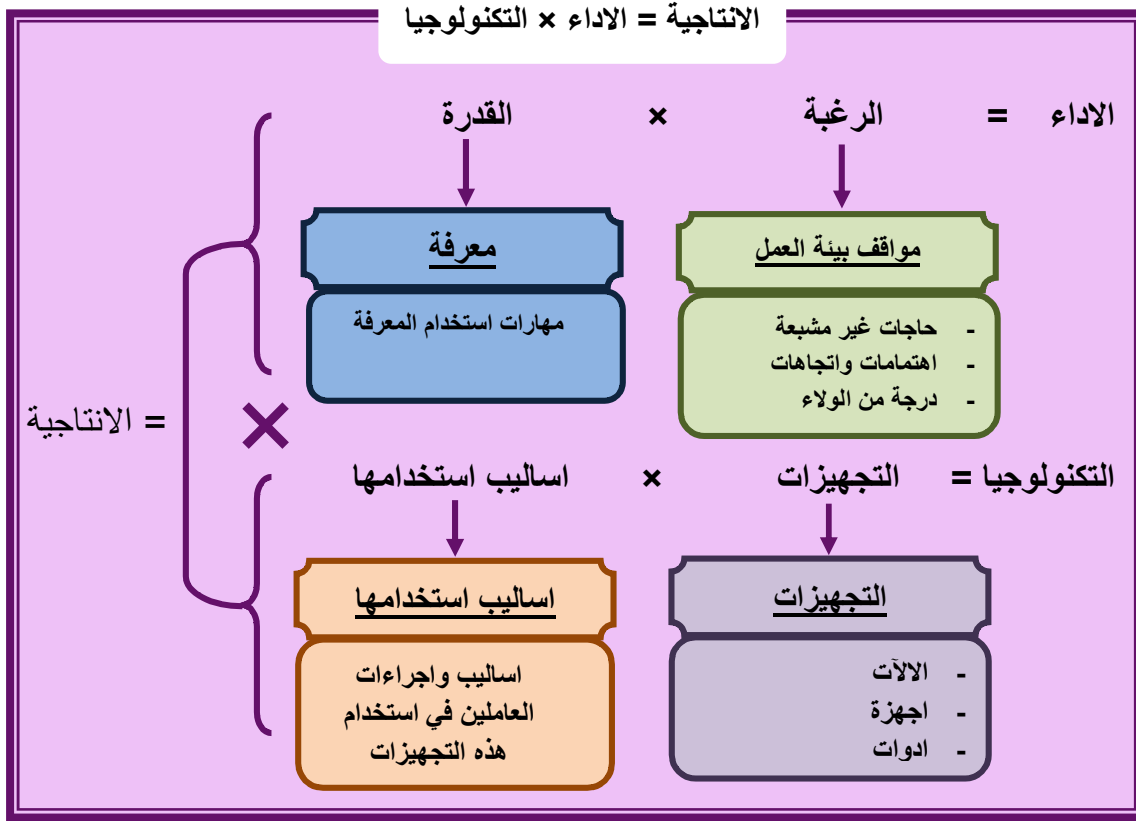 الانتاجية = الاداء × التكنولوجيا
الاداء = الرغبة × القدرة
مواقف بيئة العمل
- حاجات غير مشبعة
- اهتمامات واتجاهات
- درجة من الولاء
معرفة
مهارات استخدام المعرفة
×
= الانتاجية
التكنولوجيا = التجهيزات × اساليب استخدامها
التجهيزات
- الالآت
- اجهزة
- ادوات
اساليب استخدامها
اساليب واجراءات
العاملين في استخدام
هذه التجهيزات